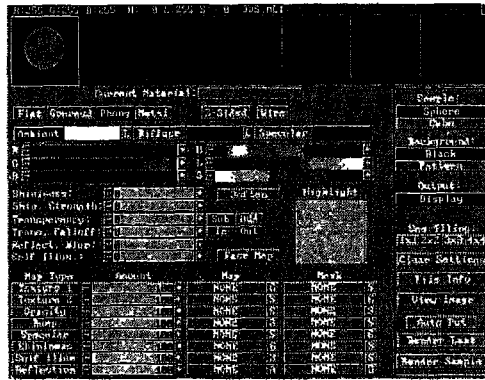 Current Material:
Flat Gouraud Phong Metal 2-Sided Wire
Ambient L Diffuse L Specular
Sample:
Sphere
Cube
Background:
Black
Pattern
Output:
Display
R H
G L
B S
Shininess: Highlight
Shin. Strength:
Transparency: Sub Add
Trans. Falloff: In Out
Reflect. Blur:
Self Illum.: Face Map
Map Type Amount Map Mask
Texture 1 NONE S NONE S
Texture 2 NONE S NONE S
Opacity NONE S NONE S
Bump NONE S NONE S
Specular NONE S NONE S
Shininess NONE S NONE S
Self Illum NONE S NONE S
Reflection NONE S NONE S
Clear Settings
File Info
View Image
Auto Put
Render Last
Render Sample